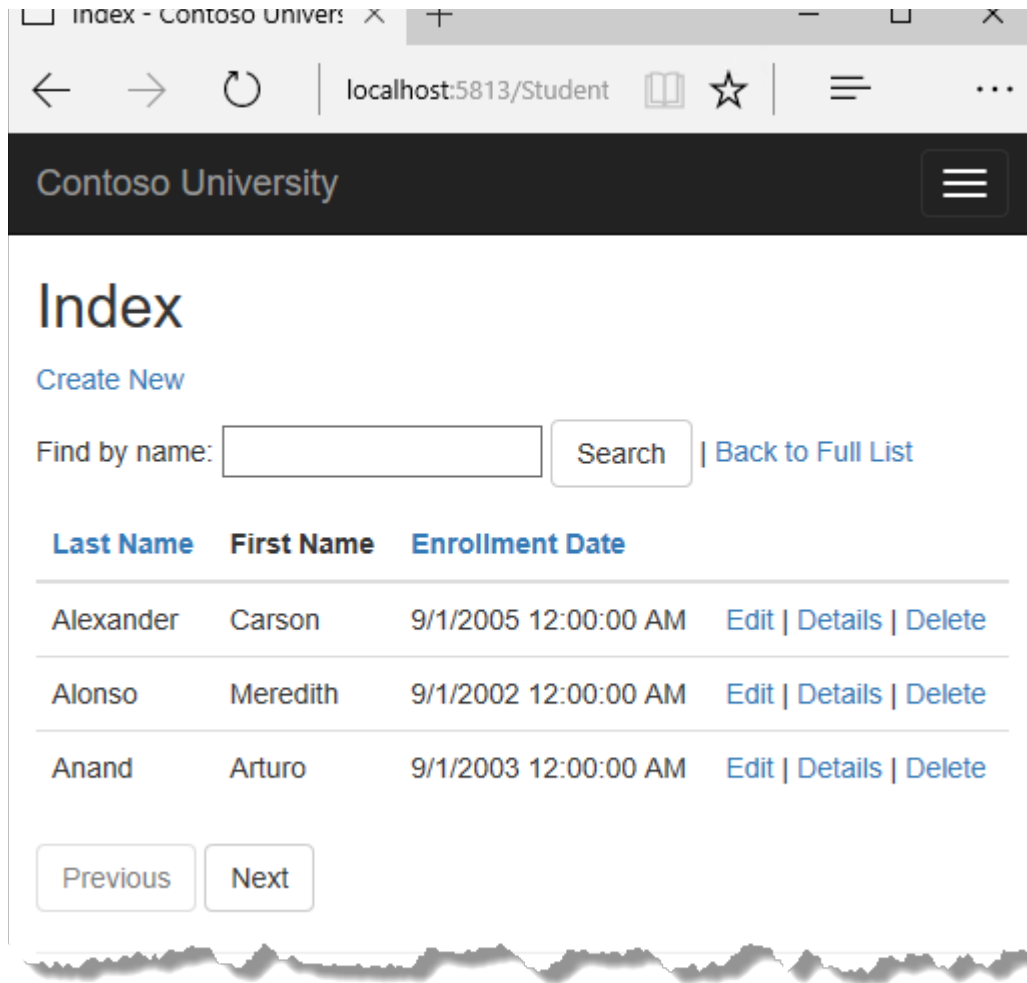 Index - Contoso Univers
localhost:5813/Student
Contoso University
Index
Create New
Find by name: Search | Back to Full List
Last Name First Name Enrollment Date
Alexander Carson 9/1/2005 12:00:00 AM Edit | Details | Delete
Alonso Meredith 9/1/2002 12:00:00 AM Edit | Details | Delete
Anand Arturo 9/1/2003 12:00:00 AM Edit | Details | Delete
Previous Next